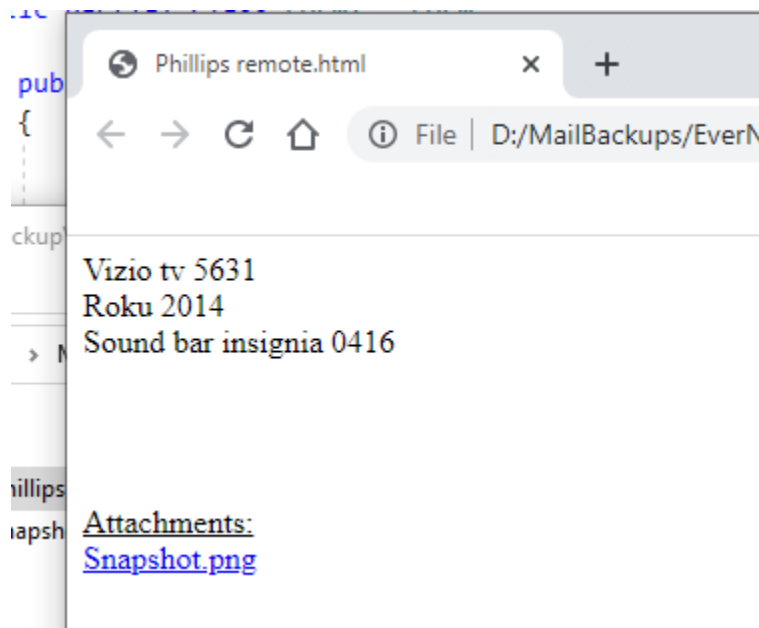 pub
{
Phillips remote.html
File | D:/MailBackups/EverN
ckup
Vizio tv 5631
Roku 2014
Sound bar insignia 0416
hillips
napsh
Attachments:
Snapshot.png